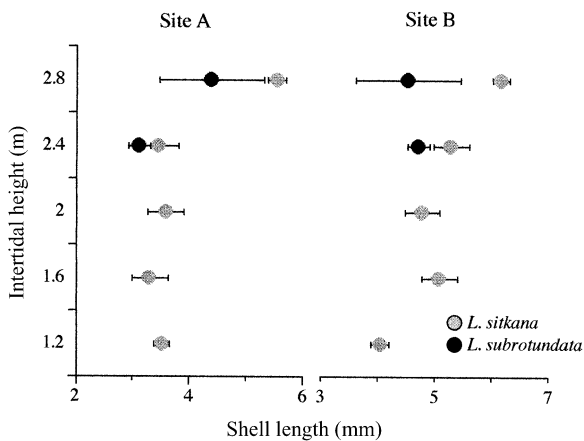 Site A
Site B
Intertidal height (m)
2.8
2.4
2
1.6
1.2
L. sitkana
L. subrotundata
2
6
3
5
7
Shell length (mm)